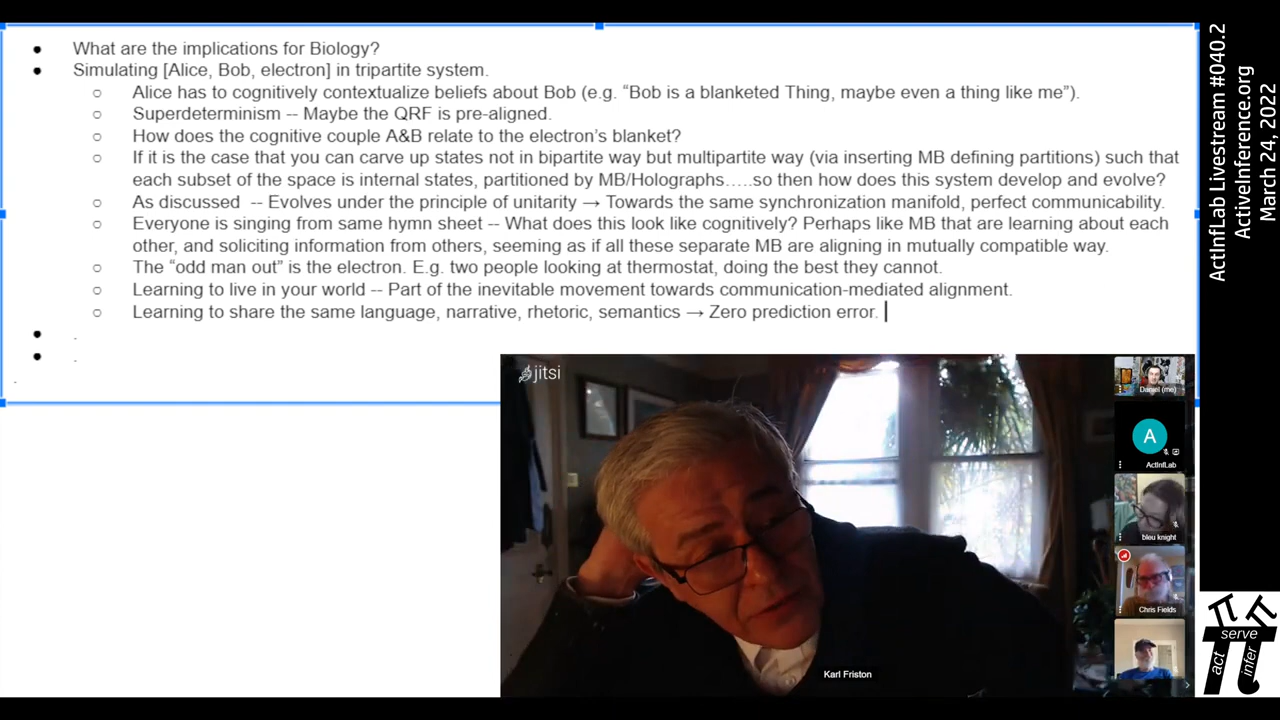 What are the implications for Biology?
Simulating [Alice, Bob, electron] in tripartite system.
Alice has to cognitively contextualize beliefs about Bob (e.g. “Bob is a blanketed Thing, maybe even a thing like me”).
Superdeterminism -- Maybe the QRF is pre-aligned.
How does the cognitive couple A&B relate to the electron’s blanket?
If it is the case that you can carve up states not in bipartite way but multipartite way (via inserting MB defining partitions) such that
each subset of the space is internal states, partitioned by MB/Holographs…..so then how does this system develop and evolve?
As discussed -- Evolves under the principle of unitarity → Towards the same synchronization manifold, perfect communicability.
Everyone is singing from same hymn sheet -- What does this look like cognitively? Perhaps like MB that are learning about each
other, and soliciting information from others, seeming as if all these separate MB are aligning in mutually compatible way.
The “odd man out” is the electron. E.g. two people looking at thermostat, doing the best they cannot.
Learning to live in your world -- Part of the inevitable movement towards communication-mediated alignment.
Learning to share the same language, narrative, rhetoric, semantics → Zero prediction error.
.
.
.
jitsi
Karl Friston
Daniel (me)
A
ActInfLab
bleu knight
Chris Fields
ActInfLab Livestream #040.2
ActiveInference.org
March 24, 2022
π π
serve
act
infer